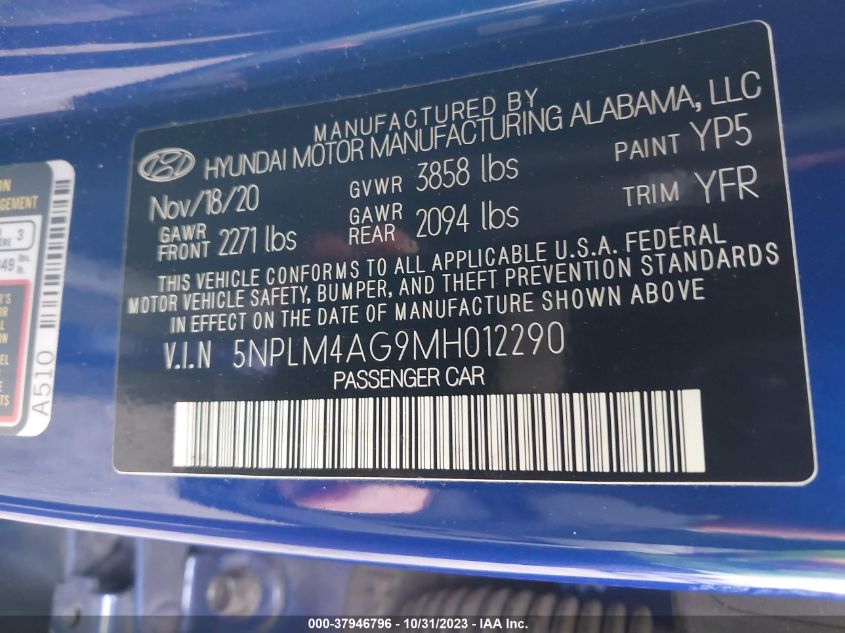 MANUFACTURED BY
HYUNDAI MOTOR MANUFACTURING ALABAMA, LLC
Nov/18/20 GVWR 3858 lbs PAINT YP5
GAWR FRONT 2271 lbs GAWR REAR 2094 lbs TRIM YFR
THIS VEHICLE CONFORMS TO ALL APPLICABLE U.S.A. FEDERAL
MOTOR VEHICLE SAFETY, BUMPER, AND THEFT PREVENTION STANDARDS
IN EFFECT ON THE DATE OF MANUFACTURE SHOWN ABOVE
V.I.N 5NPLM4AG9MH012290
PASSENGER CAR
A510
3
lbs.
000-37946796 - 10/31/2023 - IAA Inc.